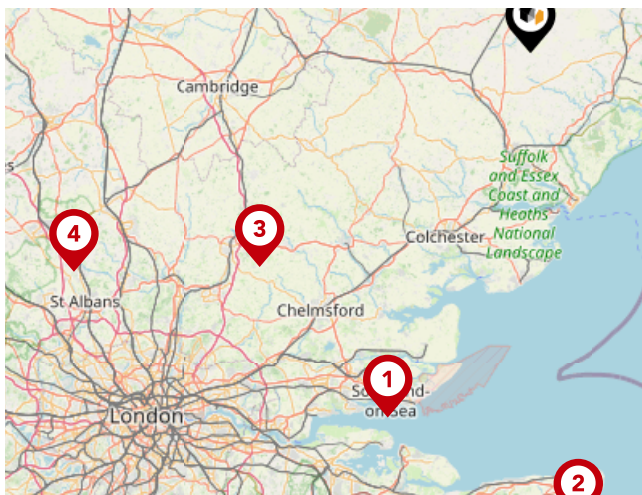 Cambridge
Suffolk
and Essex
Coast and
Heaths
National
Landscape
Colchester
3
4
St Albans
Chelmsford
1
on Sea
London
2